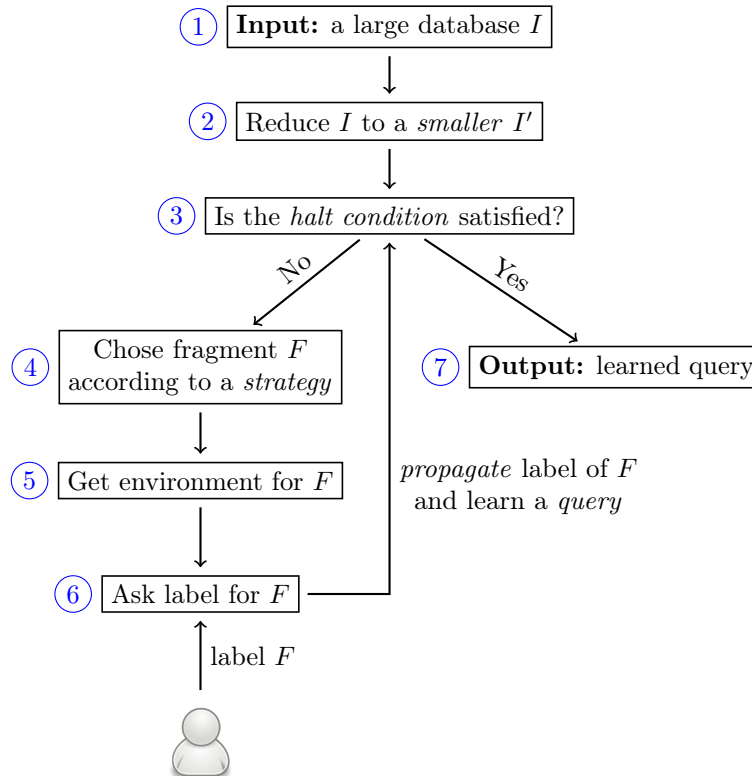 1 Input: a large database I
2 Reduce I to a smaller I′
3 Is the halt condition satisfied?
No
Yes
4 Chose fragment F
according to a strategy
7 Output: learned query
5 Get environment for F
propagate label of F
and learn a query
6 Ask label for F
label F